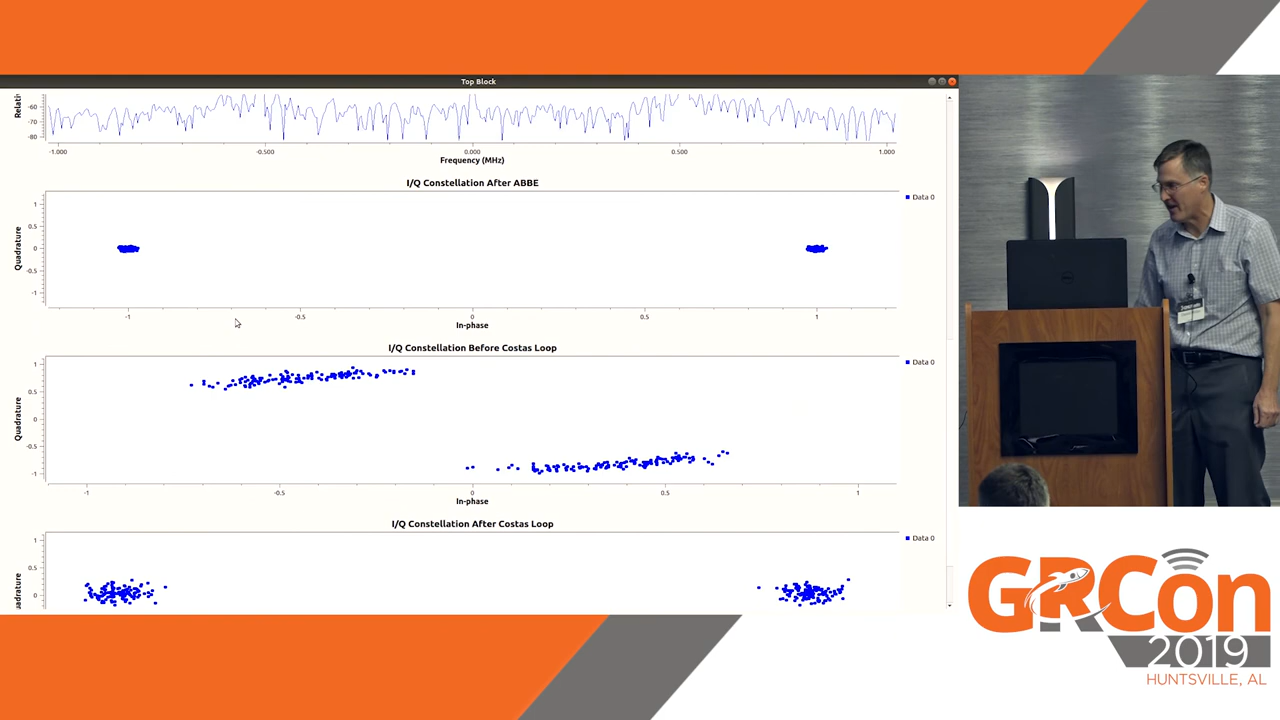 Top Block
Relati
-60
-70
-80
-1.000 -0.500 0.000 0.500 1.000
Frequency (MHz)
I/Q Constellation After ABBE
Data 0
Quadrature
1
0.5
0
-0.5
-1
-1 -0.5 0 0.5 1
In-phase
I/Q Constellation Before Costas Loop
Data 0
Quadrature
1
0.5
0
-0.5
-1
-1 -0.5 0 0.5 1
In-phase
I/Q Constellation After Costas Loop
Data 0
adrature
1
0.5
0
GRCon
2019
HUNTSVILLE, AL